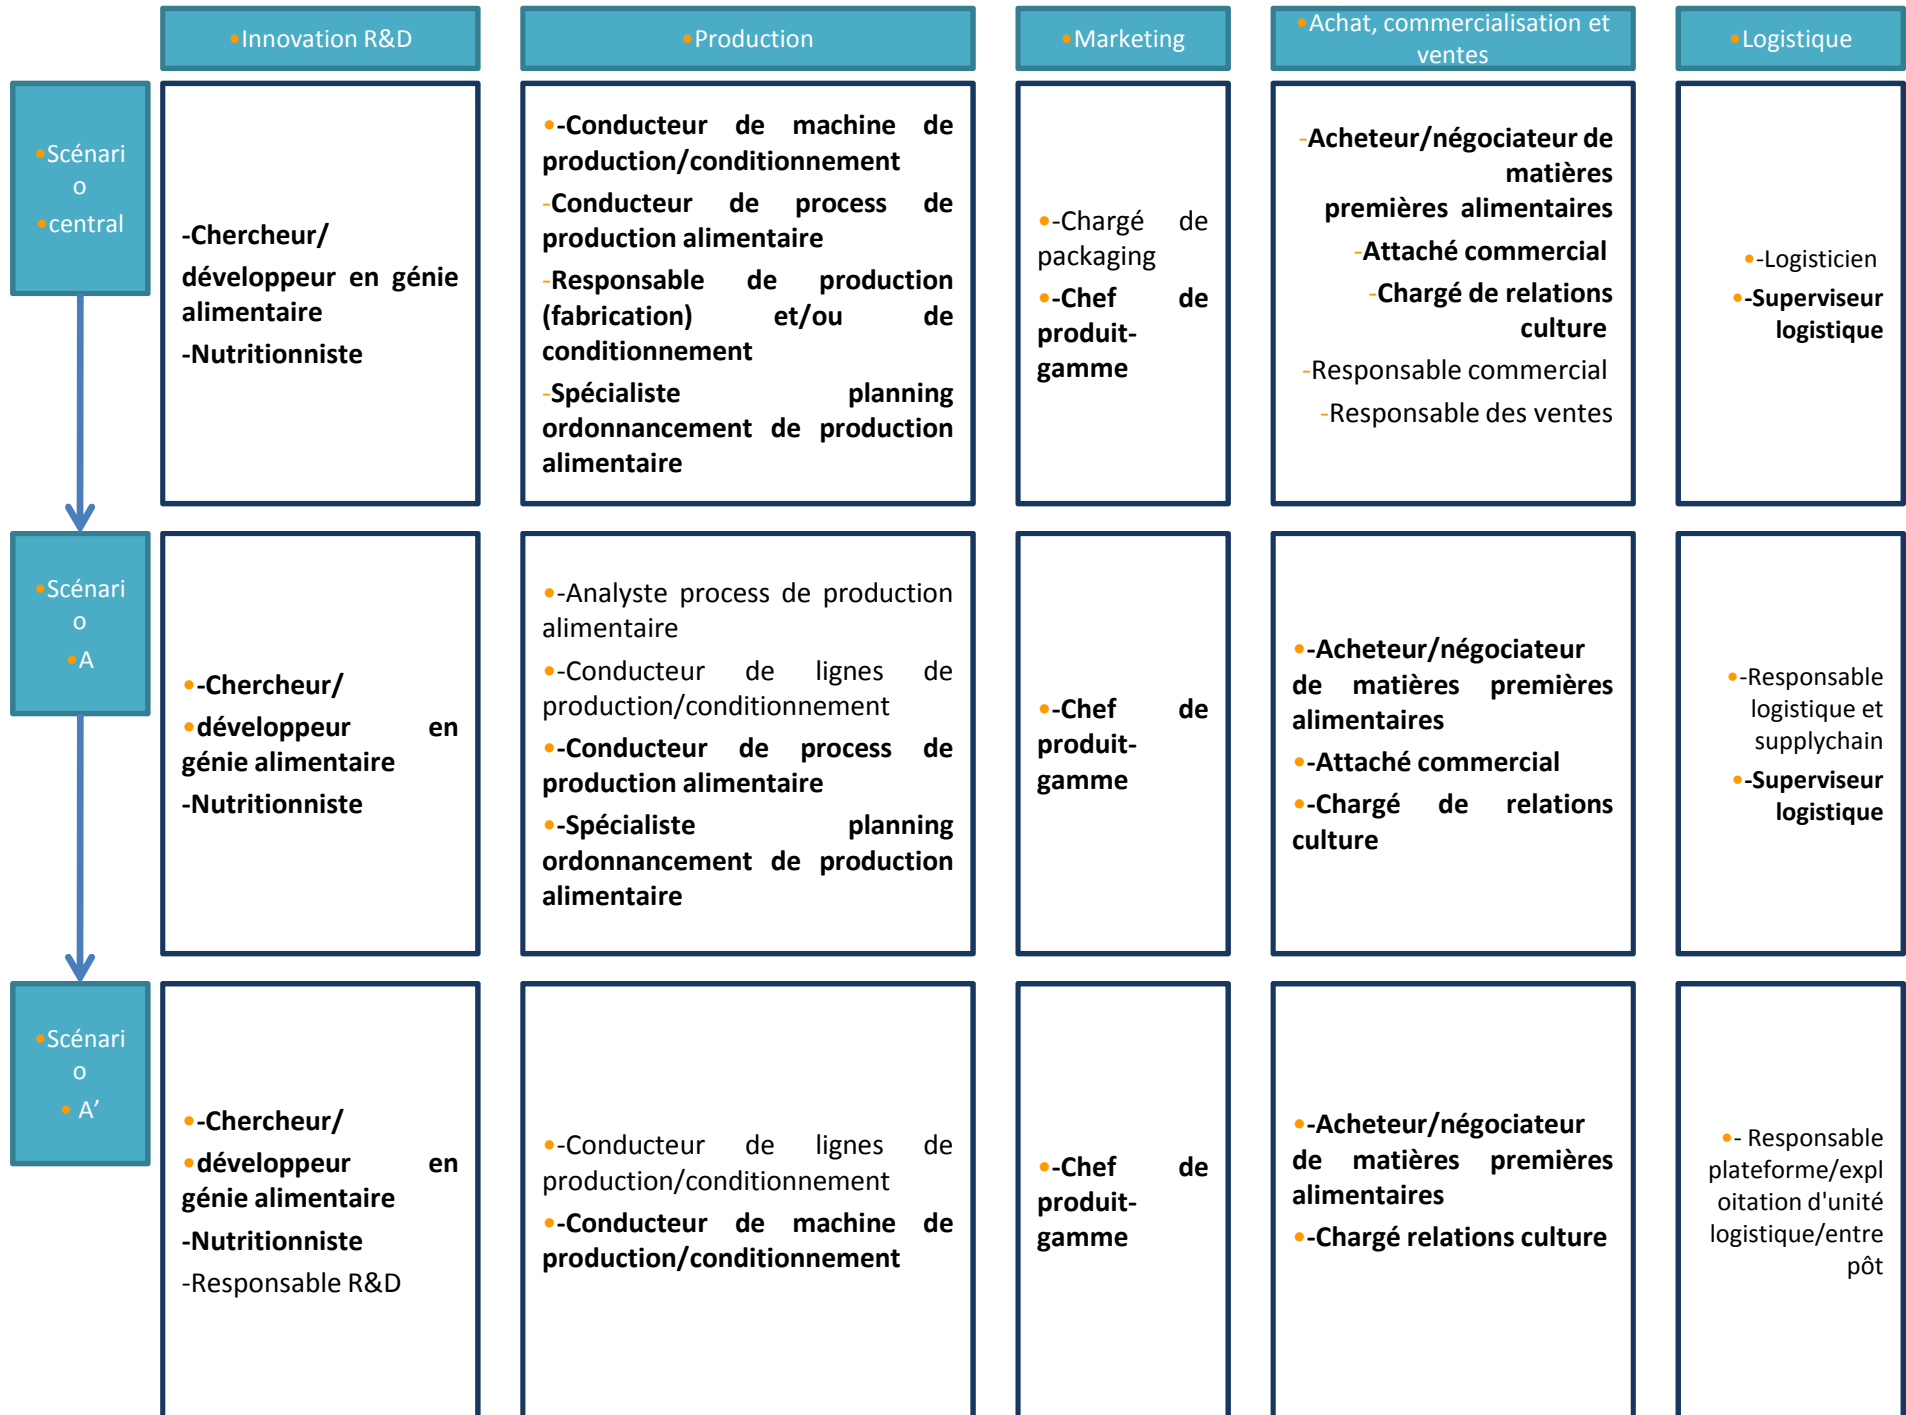 •Innovation R&D
•Production
•Marketing
•Achat, commercialisation et
ventes
•Logistique
•Scénari
o
•central
-Chercheur/
développeur en génie
alimentaire
-Nutritionniste
•-Conducteur de machine de
production/conditionnement
-Conducteur de process de
production alimentaire
-Responsable de production
(fabrication) et/ou de
conditionnement
-Spécialiste planning
ordonnancement de production
alimentaire
•-Chargé de
packaging
•-Chef de
produit-
gamme
-Acheteur/négociateur de
matières
premières alimentaires
-Attaché commercial
-Chargé de relations
culture
-Responsable commercial
-Responsable des ventes
•-Logisticien
•-Superviseur
logistique
•Scénari
o
•A
•-Chercheur/
•développeur en
génie alimentaire
-Nutritionniste
•-Analyste process de production
alimentaire
•-Conducteur de lignes de
production/conditionnement
•-Conducteur de process de
production alimentaire
•-Spécialiste planning
ordonnancement de production
alimentaire
•-Chef de
produit-
gamme
•-Acheteur/négociateur
de matières premières
alimentaires
•-Attaché commercial
•-Chargé de relations
culture
•-Responsable
logistique et
supplychain
•-Superviseur
logistique
•Scénari
o
• A’
•-Chercheur/
•développeur en
génie alimentaire
-Nutritionniste
-Responsable R&D
•-Conducteur de lignes de
production/conditionnement
•-Conducteur de machine de
production/conditionnement
•-Chef de
produit-
gamme
•-Acheteur/négociateur
de matières premières
alimentaires
•-Chargé relations culture
•- Responsable
plateforme/expl
oitation d'unité
logistique/entre
pôt